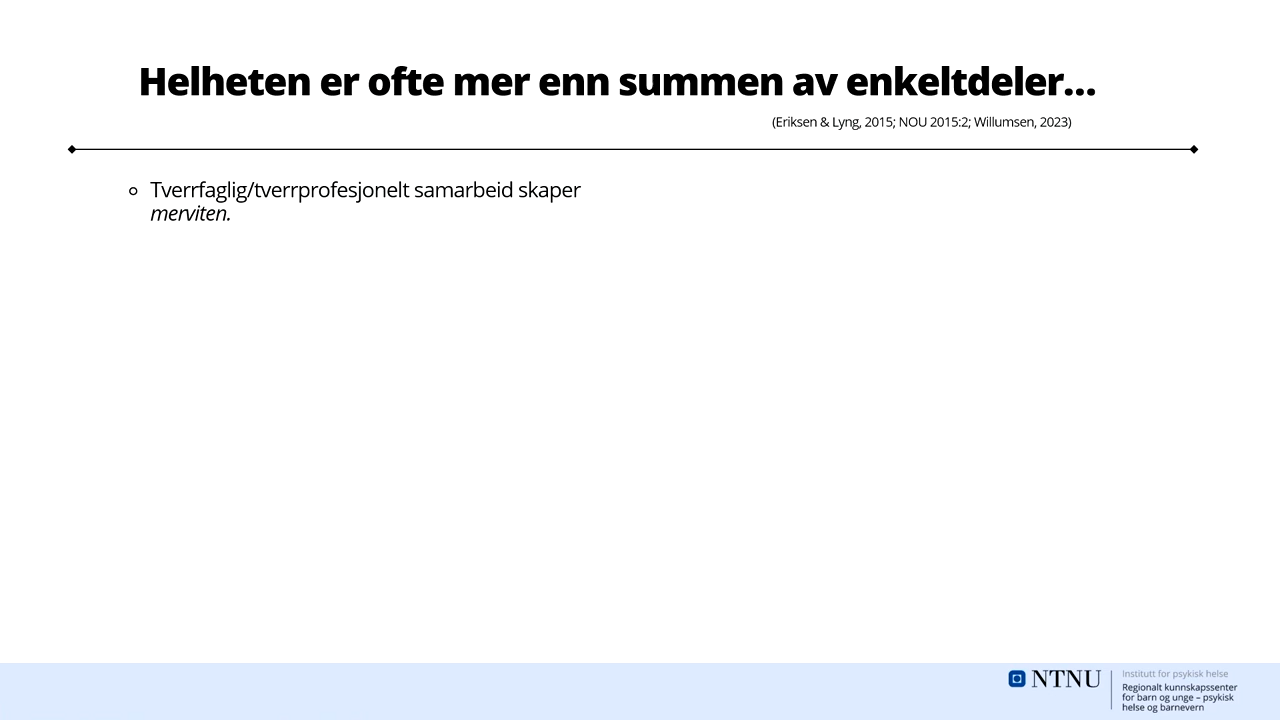 Helheten er ofte mer enn summen av enkeltdeler...
(Eriksen & Lyng, 2015; NOU 2015:2; Willumsen, 2023)
Tverrfaglig/tverrprofesjonelt samarbeid skaper
merviten.
NTNU
Institutt for psykisk helse
Regionalt kunnskapssenter
for barn og unge – psykisk
helse og barnevern